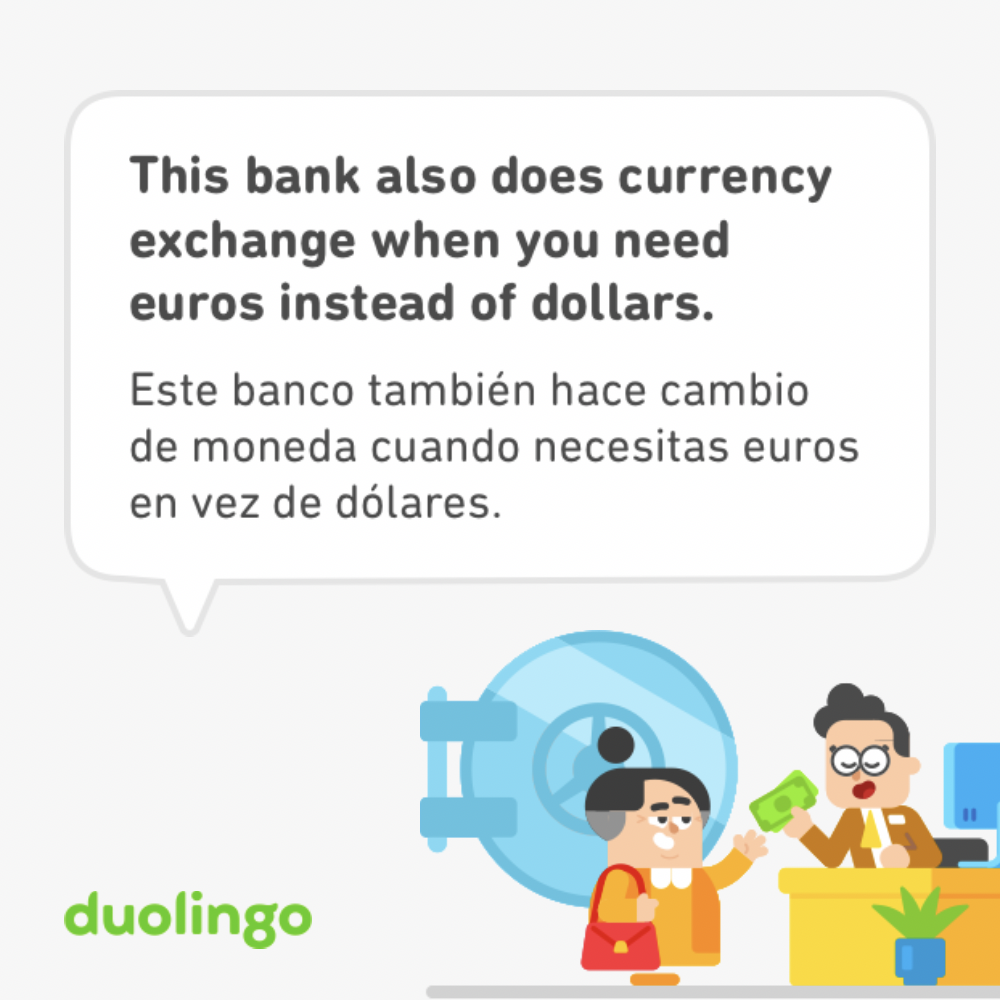 This bank also does currency
exchange when you need
euros instead of dollars.
Este banco también hace cambio
de moneda cuando necesitas euros
en vez de dólares.
duolingo